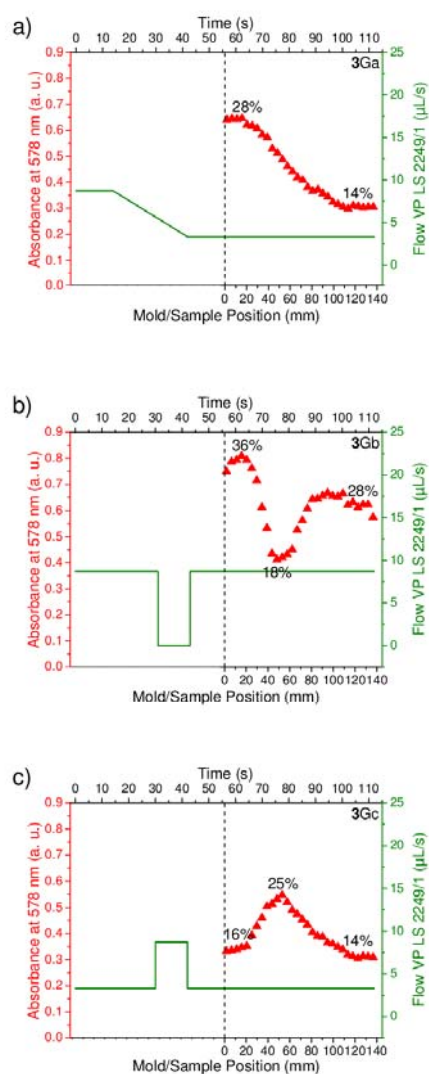 a)
Time (s)
0 10 20 30 40 50 60 70 80 90 100 110
3Ga
28%
14%
Absorbance at 578 nm (a. u.)
0.9
0.8
0.7
0.6
0.5
0.4
0.3
0.2
0.1
0.0
Flow VP LS 2249/1 (µL/s)
25
20
15
10
5
0
0 20 40 60 80 100 120 140
Mold/Sample Position (mm)
b)
Time (s)
0 10 20 30 40 50 60 70 80 90 100 110
3Gb
36%
28%
18%
Absorbance at 578 nm (a. u.)
0.9
0.8
0.7
0.6
0.5
0.4
0.3
0.2
0.1
0.0
Flow VP LS 2249/1 (µL/s)
25
20
15
10
5
0
0 20 40 60 80 100 120 140
Mold/Sample Position (mm)
c)
Time (s)
0 10 20 30 40 50 60 70 80 90 100 110
3Gc
25%
16%
14%
Absorbance at 578 nm (a. u.)
0.9
0.8
0.7
0.6
0.5
0.4
0.3
0.2
0.1
0.0
Flow VP LS 2249/1 (µL/s)
25
20
15
10
5
0
0 20 40 60 80 100 120 140
Mold/Sample Position (mm)